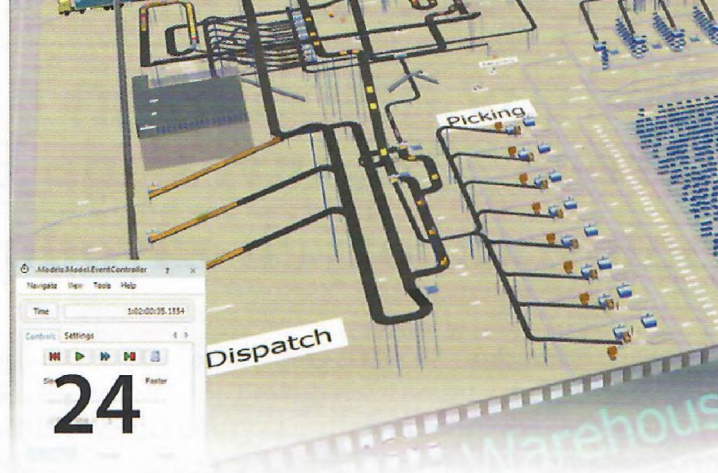 Picking
.Models.Model.EventController ? ×
Navigate View Tools Help
Time 1:02:00:35.1554
Controls Settings
Faster
24
Dispatch
Warehous